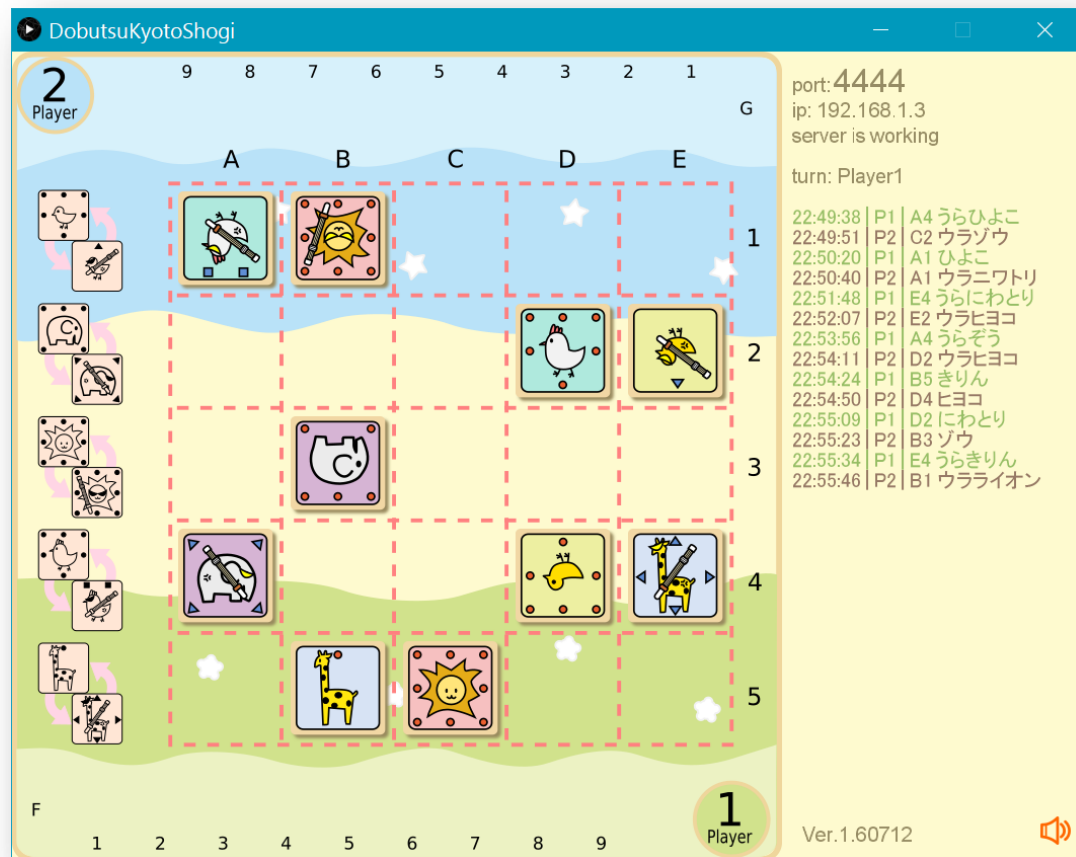 DobutsuKyotoShogi
2
Player
9 8 7 6 5 4 3 2 1
G
A B C D E
1
2
3
4
5
F
1 2 3 4 5 6 7 8 9
1
Player
port:4444
ip: 192.168.1.3
server is working
turn: Player1
22:49:38 | P1 | A4 うらひよこ
22:49:51 | P2 | C2 ウラゾウ
22:50:20 | P1 | A1 ひよこ
22:50:40 | P2 | A1 ウラニワトリ
22:51:48 | P1 | E4 うらにわとり
22:52:07 | P2 | E2 ウラヒヨコ
22:53:56 | P1 | A4 うらぞう
22:54:11 | P2 | D2 ウラヒヨコ
22:54:24 | P1 | B5 きりん
22:54:50 | P2 | D4 ヒヨコ
22:55:09 | P1 | D2 にわとり
22:55:23 | P2 | B3 ゾウ
22:55:34 | P1 | E4 うらきりん
22:55:46 | P2 | B1 ウラライオン
Ver.1.60712